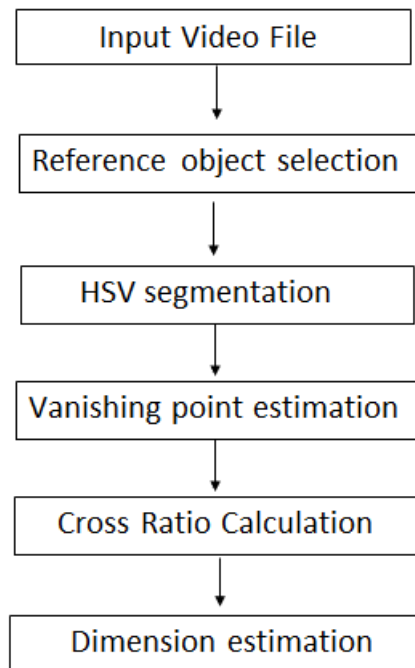 Input Video File
Reference object selection
HSV segmentation
Vanishing point estimation
Cross Ratio Calculation
Dimension estimation